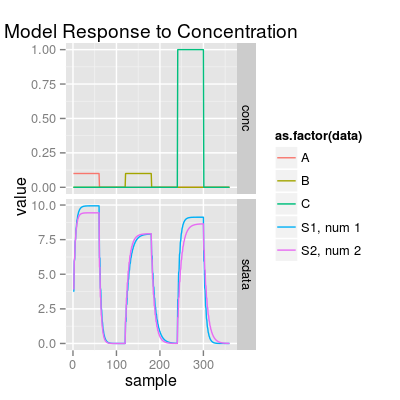 Model Response to Concentration
value
1.00
0.75
0.50
0.25
0.00
conc
10.0
7.5
5.0
2.5
0.0
sdata
0 100 200 300
sample
as.factor(data)
A
B
C
S1, num 1
S2, num 2